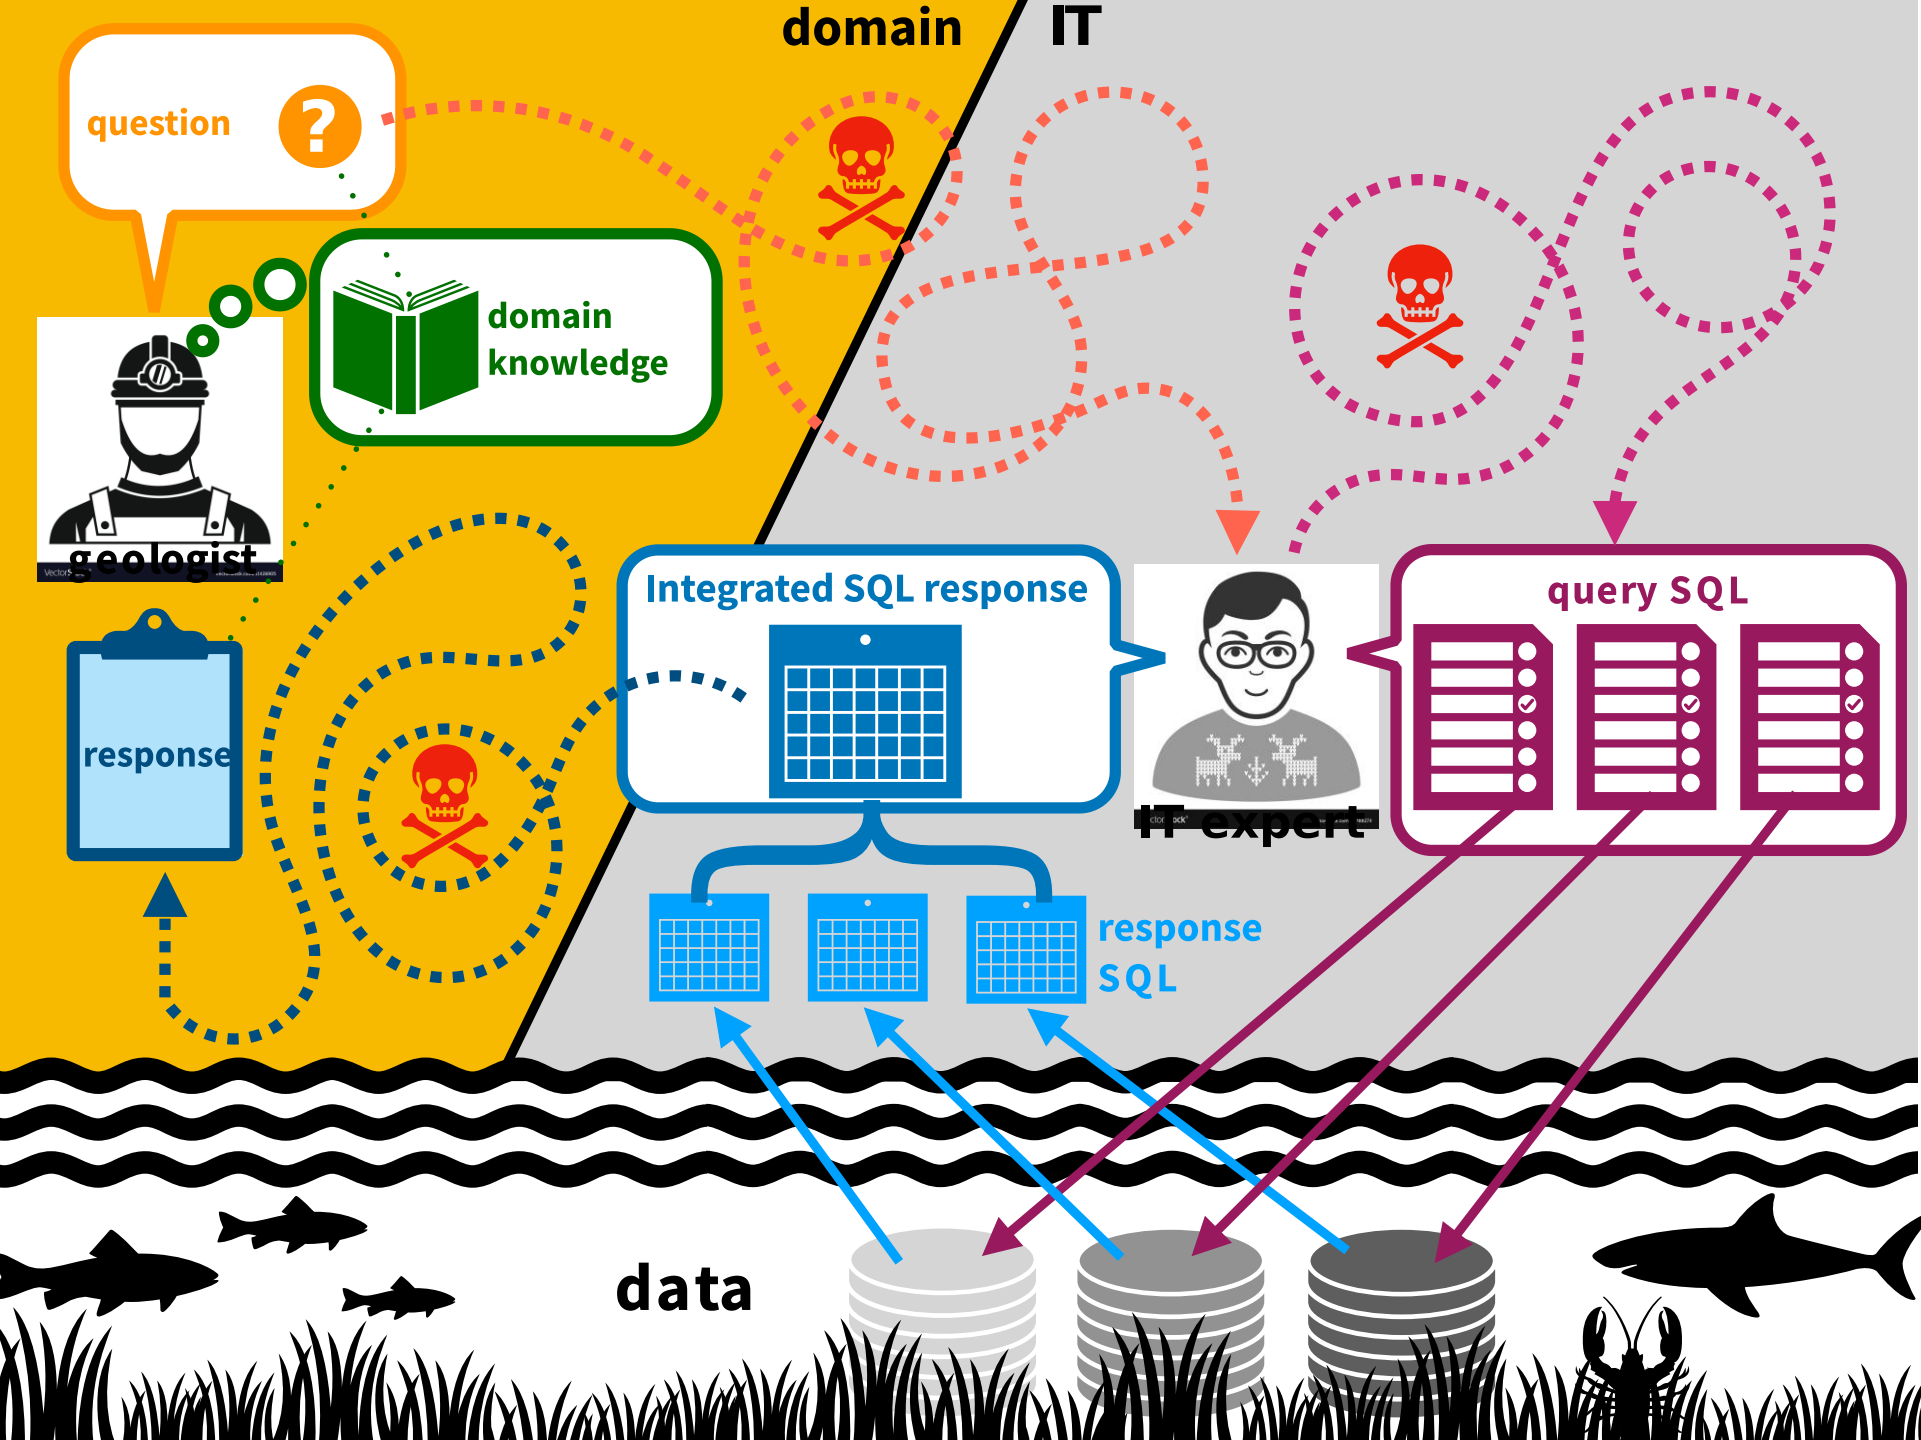 domain
IT
question
?
domain
knowledge
geologist
Integrated SQL response
query SQL
response
IT expert
response
SQL
data